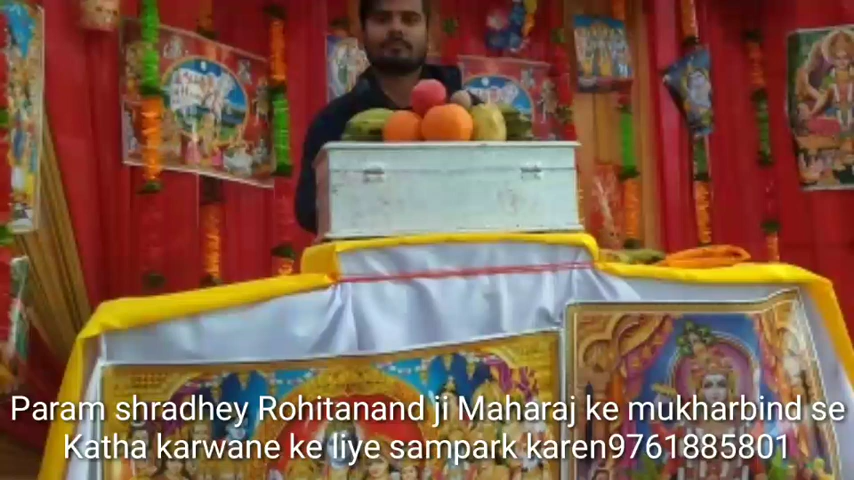 Param shradhey Rohitanand ji Maharaj ke mukharbind se
Katha karwane ke liye sampark karen9761885801